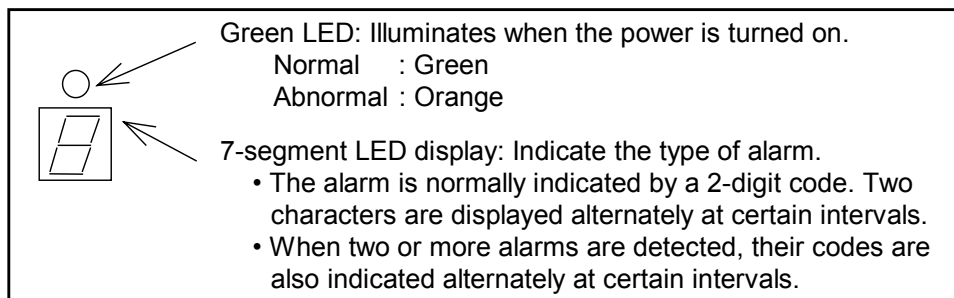 Green LED: Illuminates when the power is turned on.
Normal : Green
Abnormal : Orange
7-segment LED display: Indicate the type of alarm.
• The alarm is normally indicated by a 2-digit code. Two
characters are displayed alternately at certain intervals.
• When two or more alarms are detected, their codes are
also indicated alternately at certain intervals.